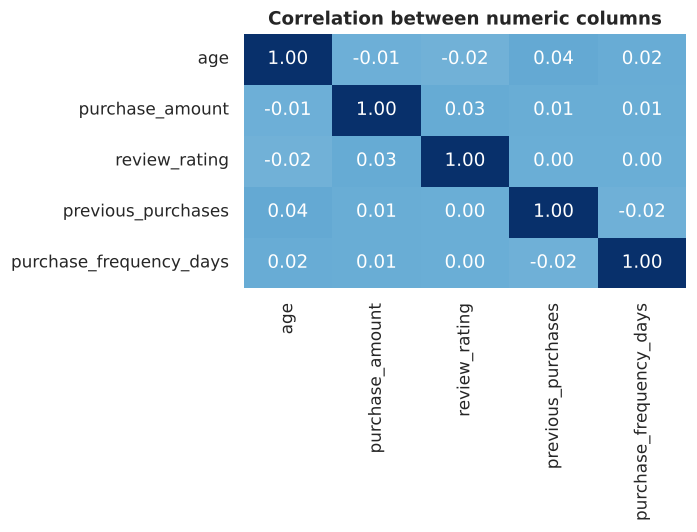 Correlation between numeric columns
age 1.00 -0.01 -0.02 0.04 0.02
purchase_amount -0.01 1.00 0.03 0.01 0.01
review_rating -0.02 0.03 1.00 0.00 0.00
previous_purchases 0.04 0.01 0.00 1.00 -0.02
purchase_frequency_days 0.02 0.01 0.00 -0.02 1.00
age
purchase_amount
review_rating
previous_purchases
purchase_frequency_days